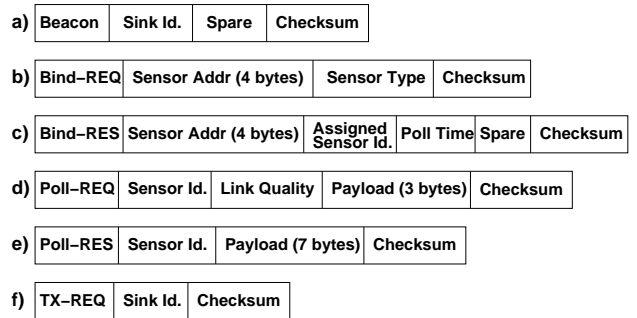 a) Beacon Sink Id. Spare Checksum
b) Bind–REQ Sensor Addr (4 bytes) Sensor Type Checksum
c) Bind–RES Sensor Addr (4 bytes) Assigned Sensor Id. Poll Time Spare Checksum
d) Poll–REQ Sensor Id. Link Quality Payload (3 bytes) Checksum
e) Poll–RES Sensor Id. Payload (7 bytes) Checksum
f) TX–REQ Sink Id. Checksum